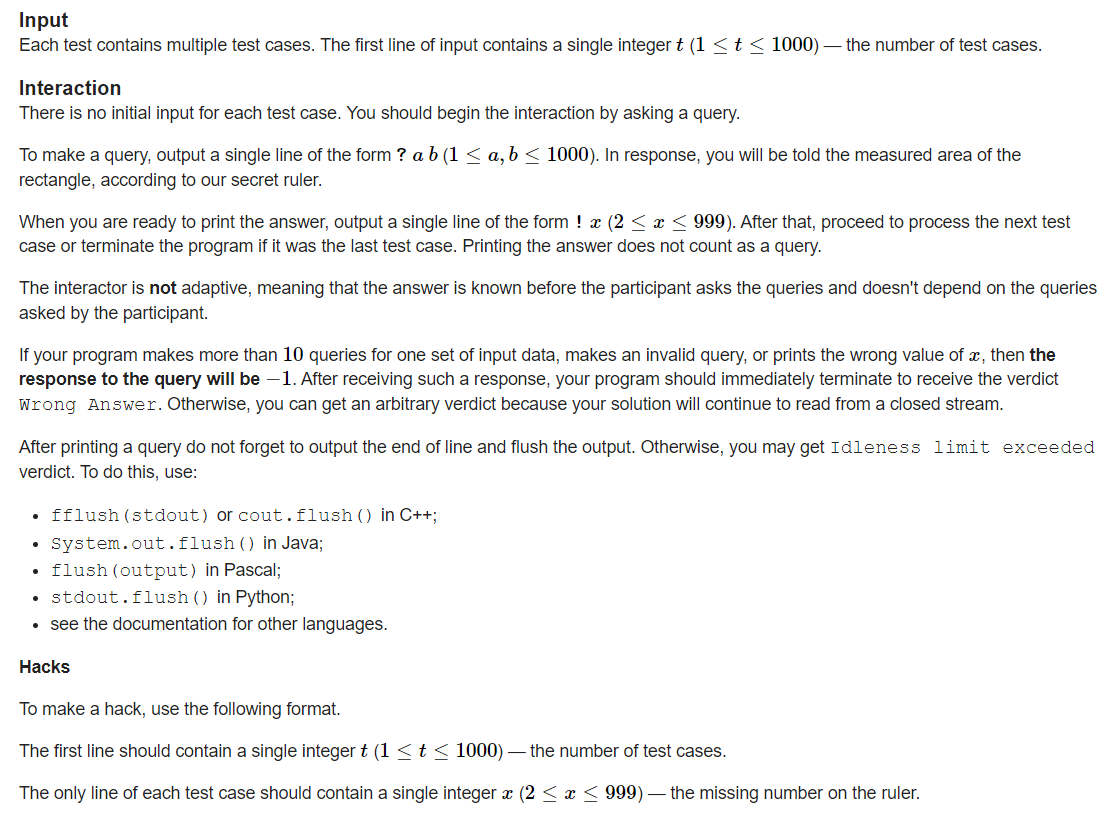 Input
Each test contains multiple test cases. The first line of input contains a single integer t (1 ≤ t ≤ 1000) — the number of test cases.
Interaction
There is no initial input for each test case. You should begin the interaction by asking a query.
To make a query, output a single line of the form ? a b (1 ≤ a, b ≤ 1000). In response, you will be told the measured area of the
rectangle, according to our secret ruler.
When you are ready to print the answer, output a single line of the form ! x (2 ≤ x ≤ 999). After that, proceed to process the next test
case or terminate the program if it was the last test case. Printing the answer does not count as a query.
The interactor is not adaptive, meaning that the answer is known before the participant asks the queries and doesn't depend on the queries
asked by the participant.
If your program makes more than 10 queries for one set of input data, makes an invalid query, or prints the wrong value of x, then the
response to the query will be −1. After receiving such a response, your program should immediately terminate to receive the verdict
Wrong Answer. Otherwise, you can get an arbitrary verdict because your solution will continue to read from a closed stream.
After printing a query do not forget to output the end of line and flush the output. Otherwise, you may get Idleness limit exceeded
verdict. To do this, use:
• fflush(stdout) or cout.flush() in C++;
• System.out.flush() in Java;
• flush(output) in Pascal;
• stdout.flush() in Python;
• see the documentation for other languages.
Hacks
To make a hack, use the following format.
The first line should contain a single integer t (1 ≤ t ≤ 1000) — the number of test cases.
The only line of each test case should contain a single integer x (2 ≤ x ≤ 999) — the missing number on the ruler.